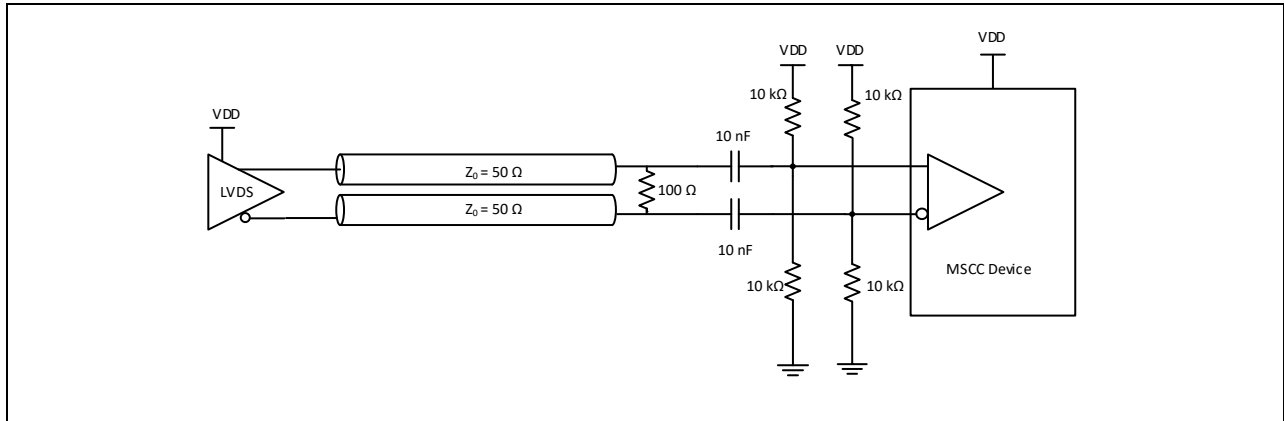 VDD
VDD
VDD
VDD
10 kΩ
10 kΩ
10 nF
LVDS
Z₀ = 50 Ω
100 Ω
Z₀ = 50 Ω
10 nF
MSCC Device
10 kΩ
10 kΩ